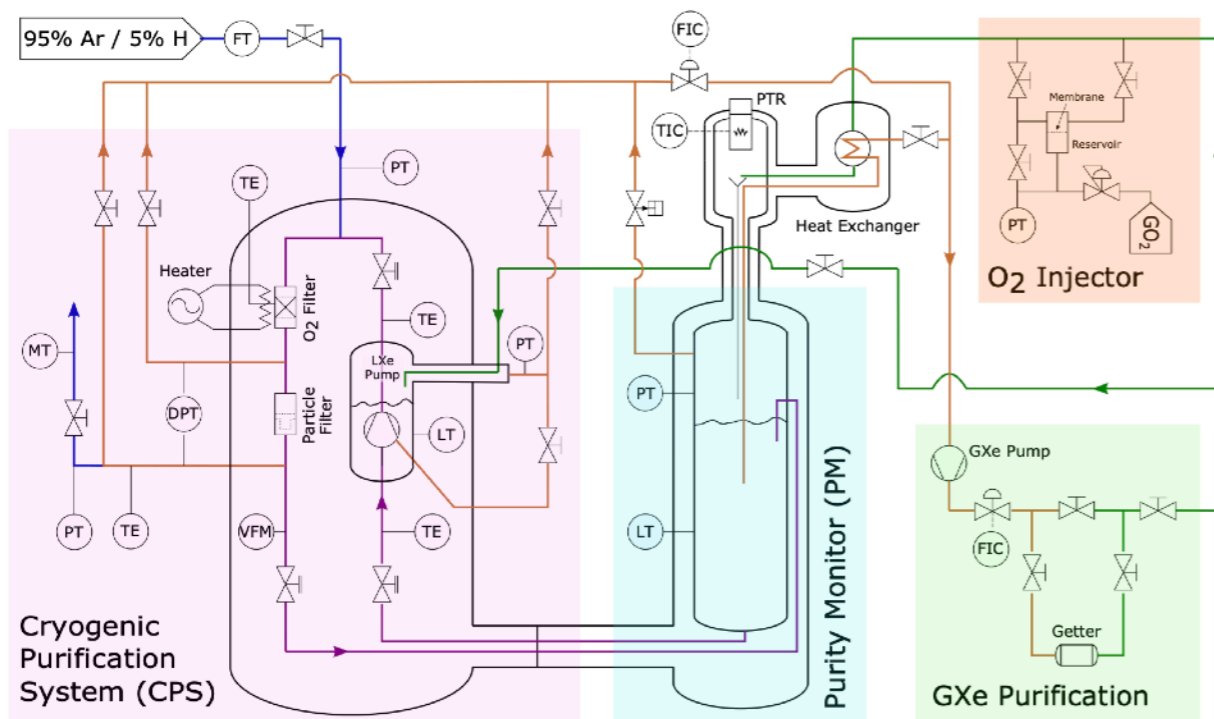 95% Ar / 5% H
FT
FIC
PTR
TIC
Heat Exchanger
Membrane
Reservoir
PT
GO2
O2 Injector
PT
TE
Heater
O2 Filter
TE
LXe
Pump
PT
MT
DPT
Particle
Filter
LT
PT
TE
VFM
TE
PT
LT
Purity Monitor (PM)
Cryogenic
Purification
System (CPS)
GXe Pump
FIC
Getter
GXe Purification